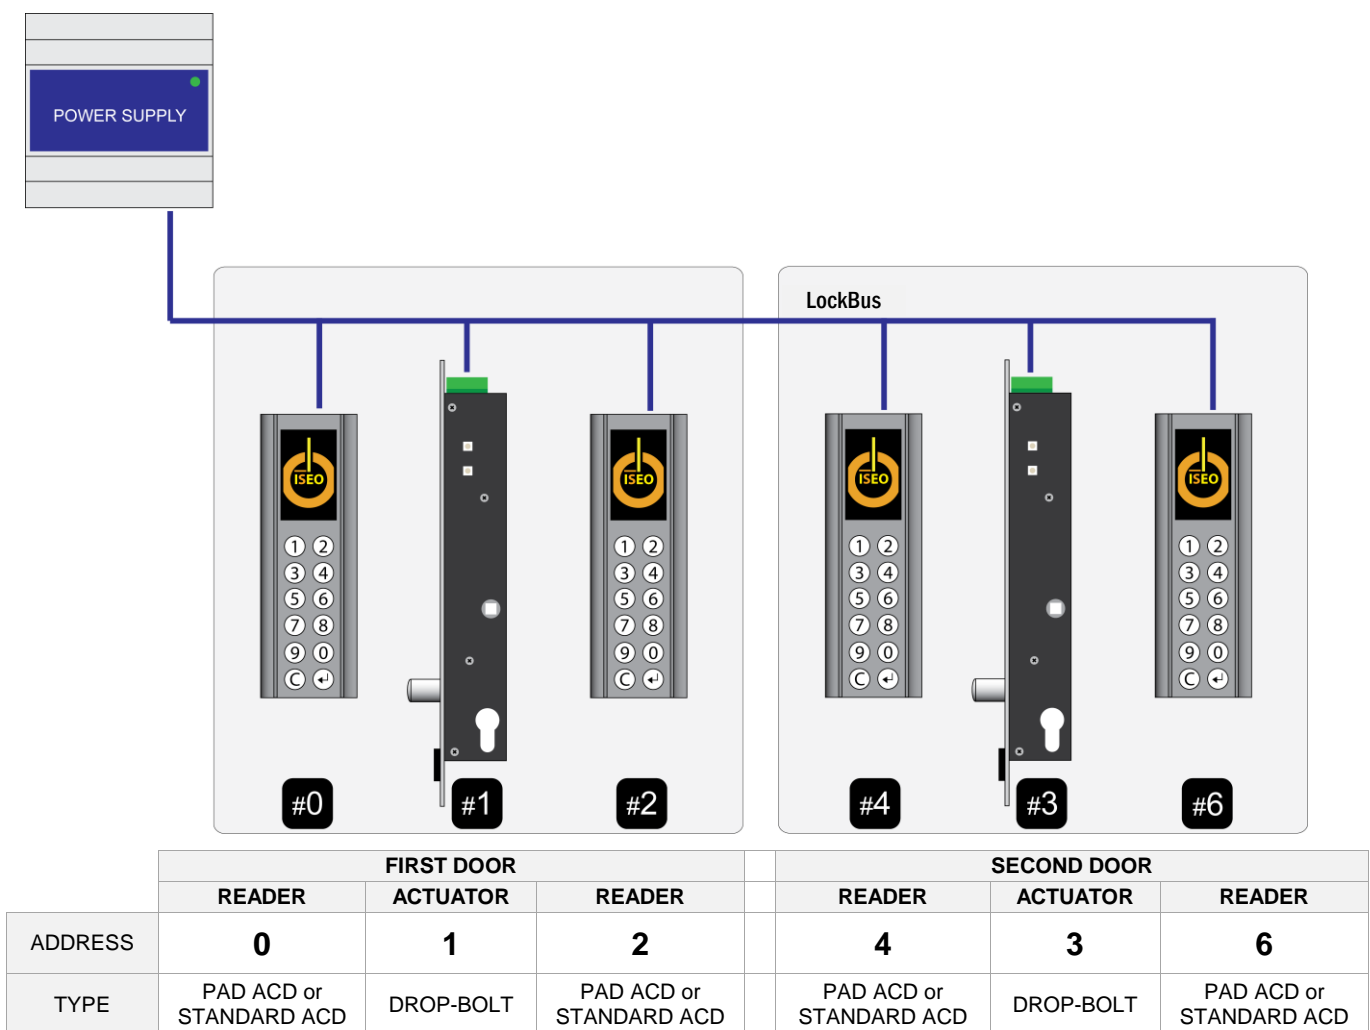 POWER SUPPLY
LockBus
ISEO
ISEO
ISEO
ISEO
1 2
3 4
5 6
7 8
9 0
C ↵
1 2
3 4
5 6
7 8
9 0
C ↵
1 2
3 4
5 6
7 8
9 0
C ↵
1 2
3 4
5 6
7 8
9 0
C ↵
#0 #1 #2 #4 #3 #6
FIRST DOOR SECOND DOOR
READER ACTUATOR READER READER ACTUATOR READER
ADDRESS 0 1 2 4 3 6
TYPE PAD ACD or STANDARD ACD DROP-BOLT PAD ACD or STANDARD ACD PAD ACD or STANDARD ACD DROP-BOLT PAD ACD or STANDARD ACD